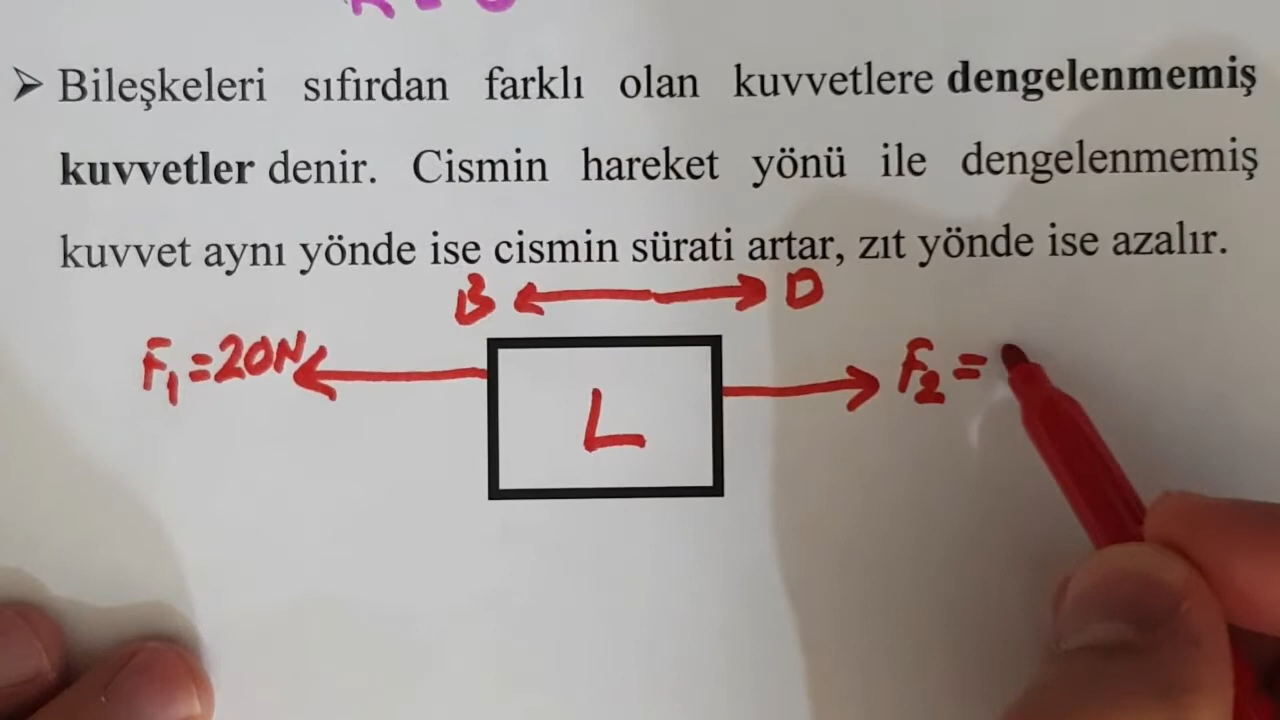 ➢ Bileşkeleri sıfırdan farklı olan kuvvetlere dengelenmemiş
kuvvetler denir. Cismin hareket yönü ile dengelenmemiş
kuvvet aynı yönde ise cismin sürati artar, zıt yönde ise azalır.
B D
F₁=20N F₂=
L